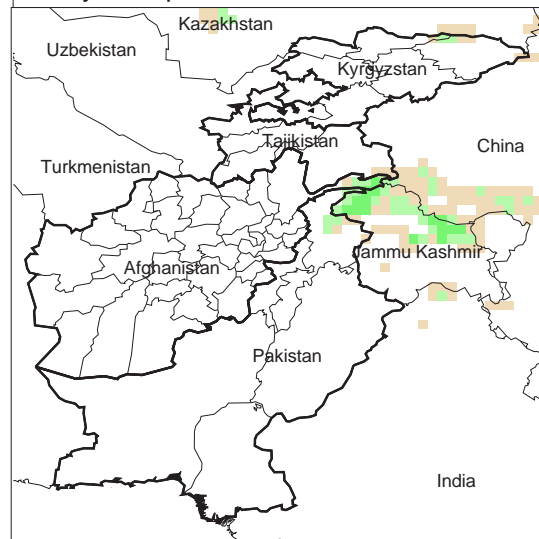 Kazakhstan
Uzbekistan
Kyrgyzstan
Tajikistan
China
Turkmenistan
Jammu Kashmir
Afghanistan
Pakistan
India